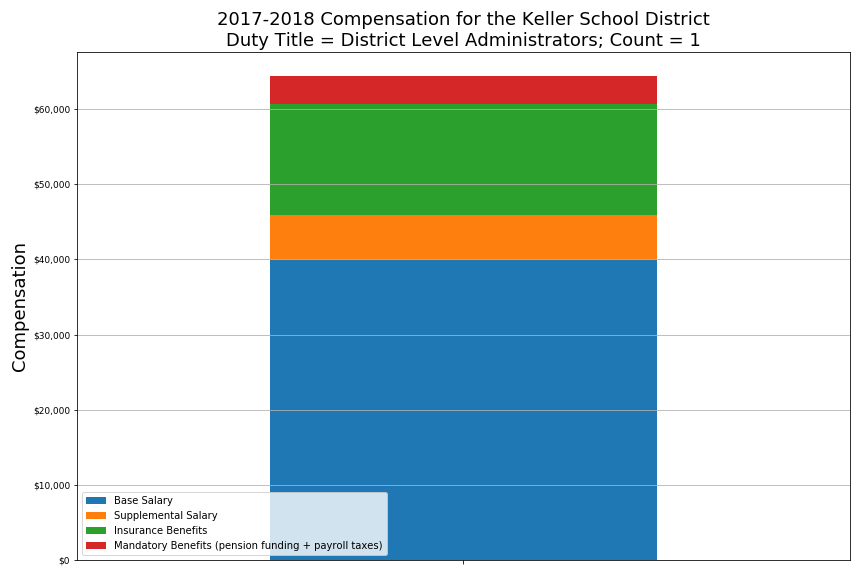 2017-2018 Compensation for the Keller School District
Duty Title = District Level Administrators; Count = 1
Compensation
$60,000
$50,000
$40,000
$30,000
$20,000
$10,000
$0
Base Salary
Supplemental Salary
Insurance Benefits
Mandatory Benefits (pension funding + payroll taxes)